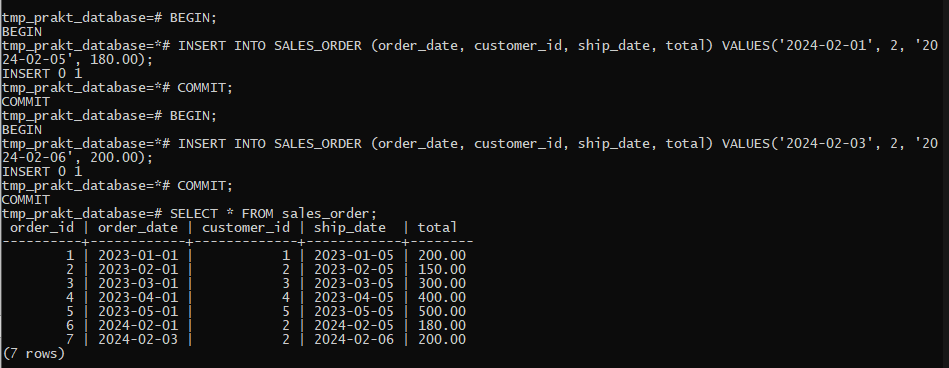 tmp_prakt_database=# BEGIN;
BEGIN
tmp_prakt_database=*# INSERT INTO SALES_ORDER (order_date, customer_id, ship_date, total) VALUES('2024-02-01', 2, '20
24-02-05', 180.00);
INSERT 0 1
tmp_prakt_database=*# COMMIT;
COMMIT
tmp_prakt_database=# BEGIN;
BEGIN
tmp_prakt_database=*# INSERT INTO SALES_ORDER (order_date, customer_id, ship_date, total) VALUES('2024-02-03', 2, '20
24-02-06', 200.00);
INSERT 0 1
tmp_prakt_database=*# COMMIT;
COMMIT
tmp_prakt_database=# SELECT * FROM sales_order;
 order_id | order_date | customer_id | ship_date  | total
----------+------------+-------------+------------+--------
        1 | 2023-01-01 |           1 | 2023-01-05 | 200.00
        2 | 2023-02-01 |           2 | 2023-02-05 | 150.00
        3 | 2023-03-01 |           3 | 2023-03-05 | 300.00
        4 | 2023-04-01 |           4 | 2023-04-05 | 400.00
        5 | 2023-05-01 |           5 | 2023-05-05 | 500.00
        6 | 2024-02-01 |           2 | 2024-02-05 | 180.00
        7 | 2024-02-03 |           2 | 2024-02-06 | 200.00
(7 rows)